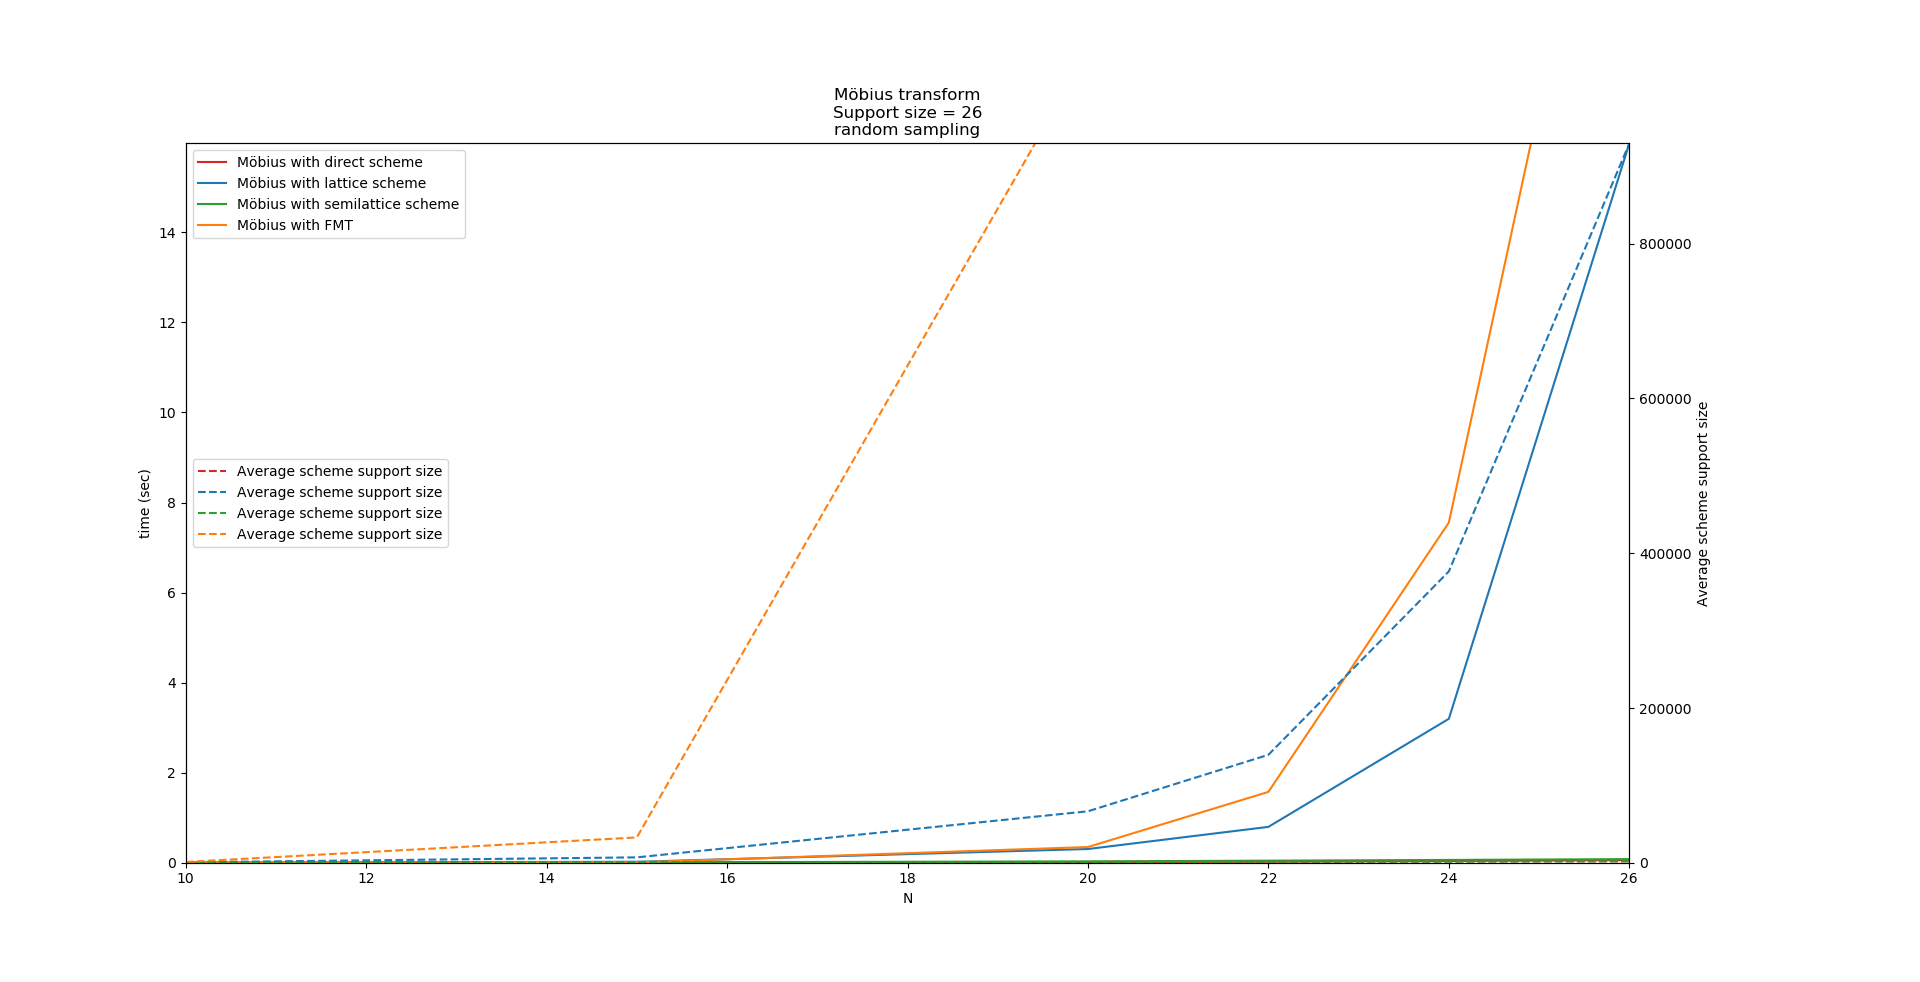 Möbius transform
Support size = 26
random sampling
Möbius with direct scheme
Möbius with lattice scheme
Möbius with semilattice scheme
Möbius with FMT
Average scheme support size
Average scheme support size
Average scheme support size
Average scheme support size
time (sec)
14
12
10
8
6
4
2
0
800000
600000
400000
200000
0
Average scheme support size
10 12 14 16 18 20 22 24 26
N